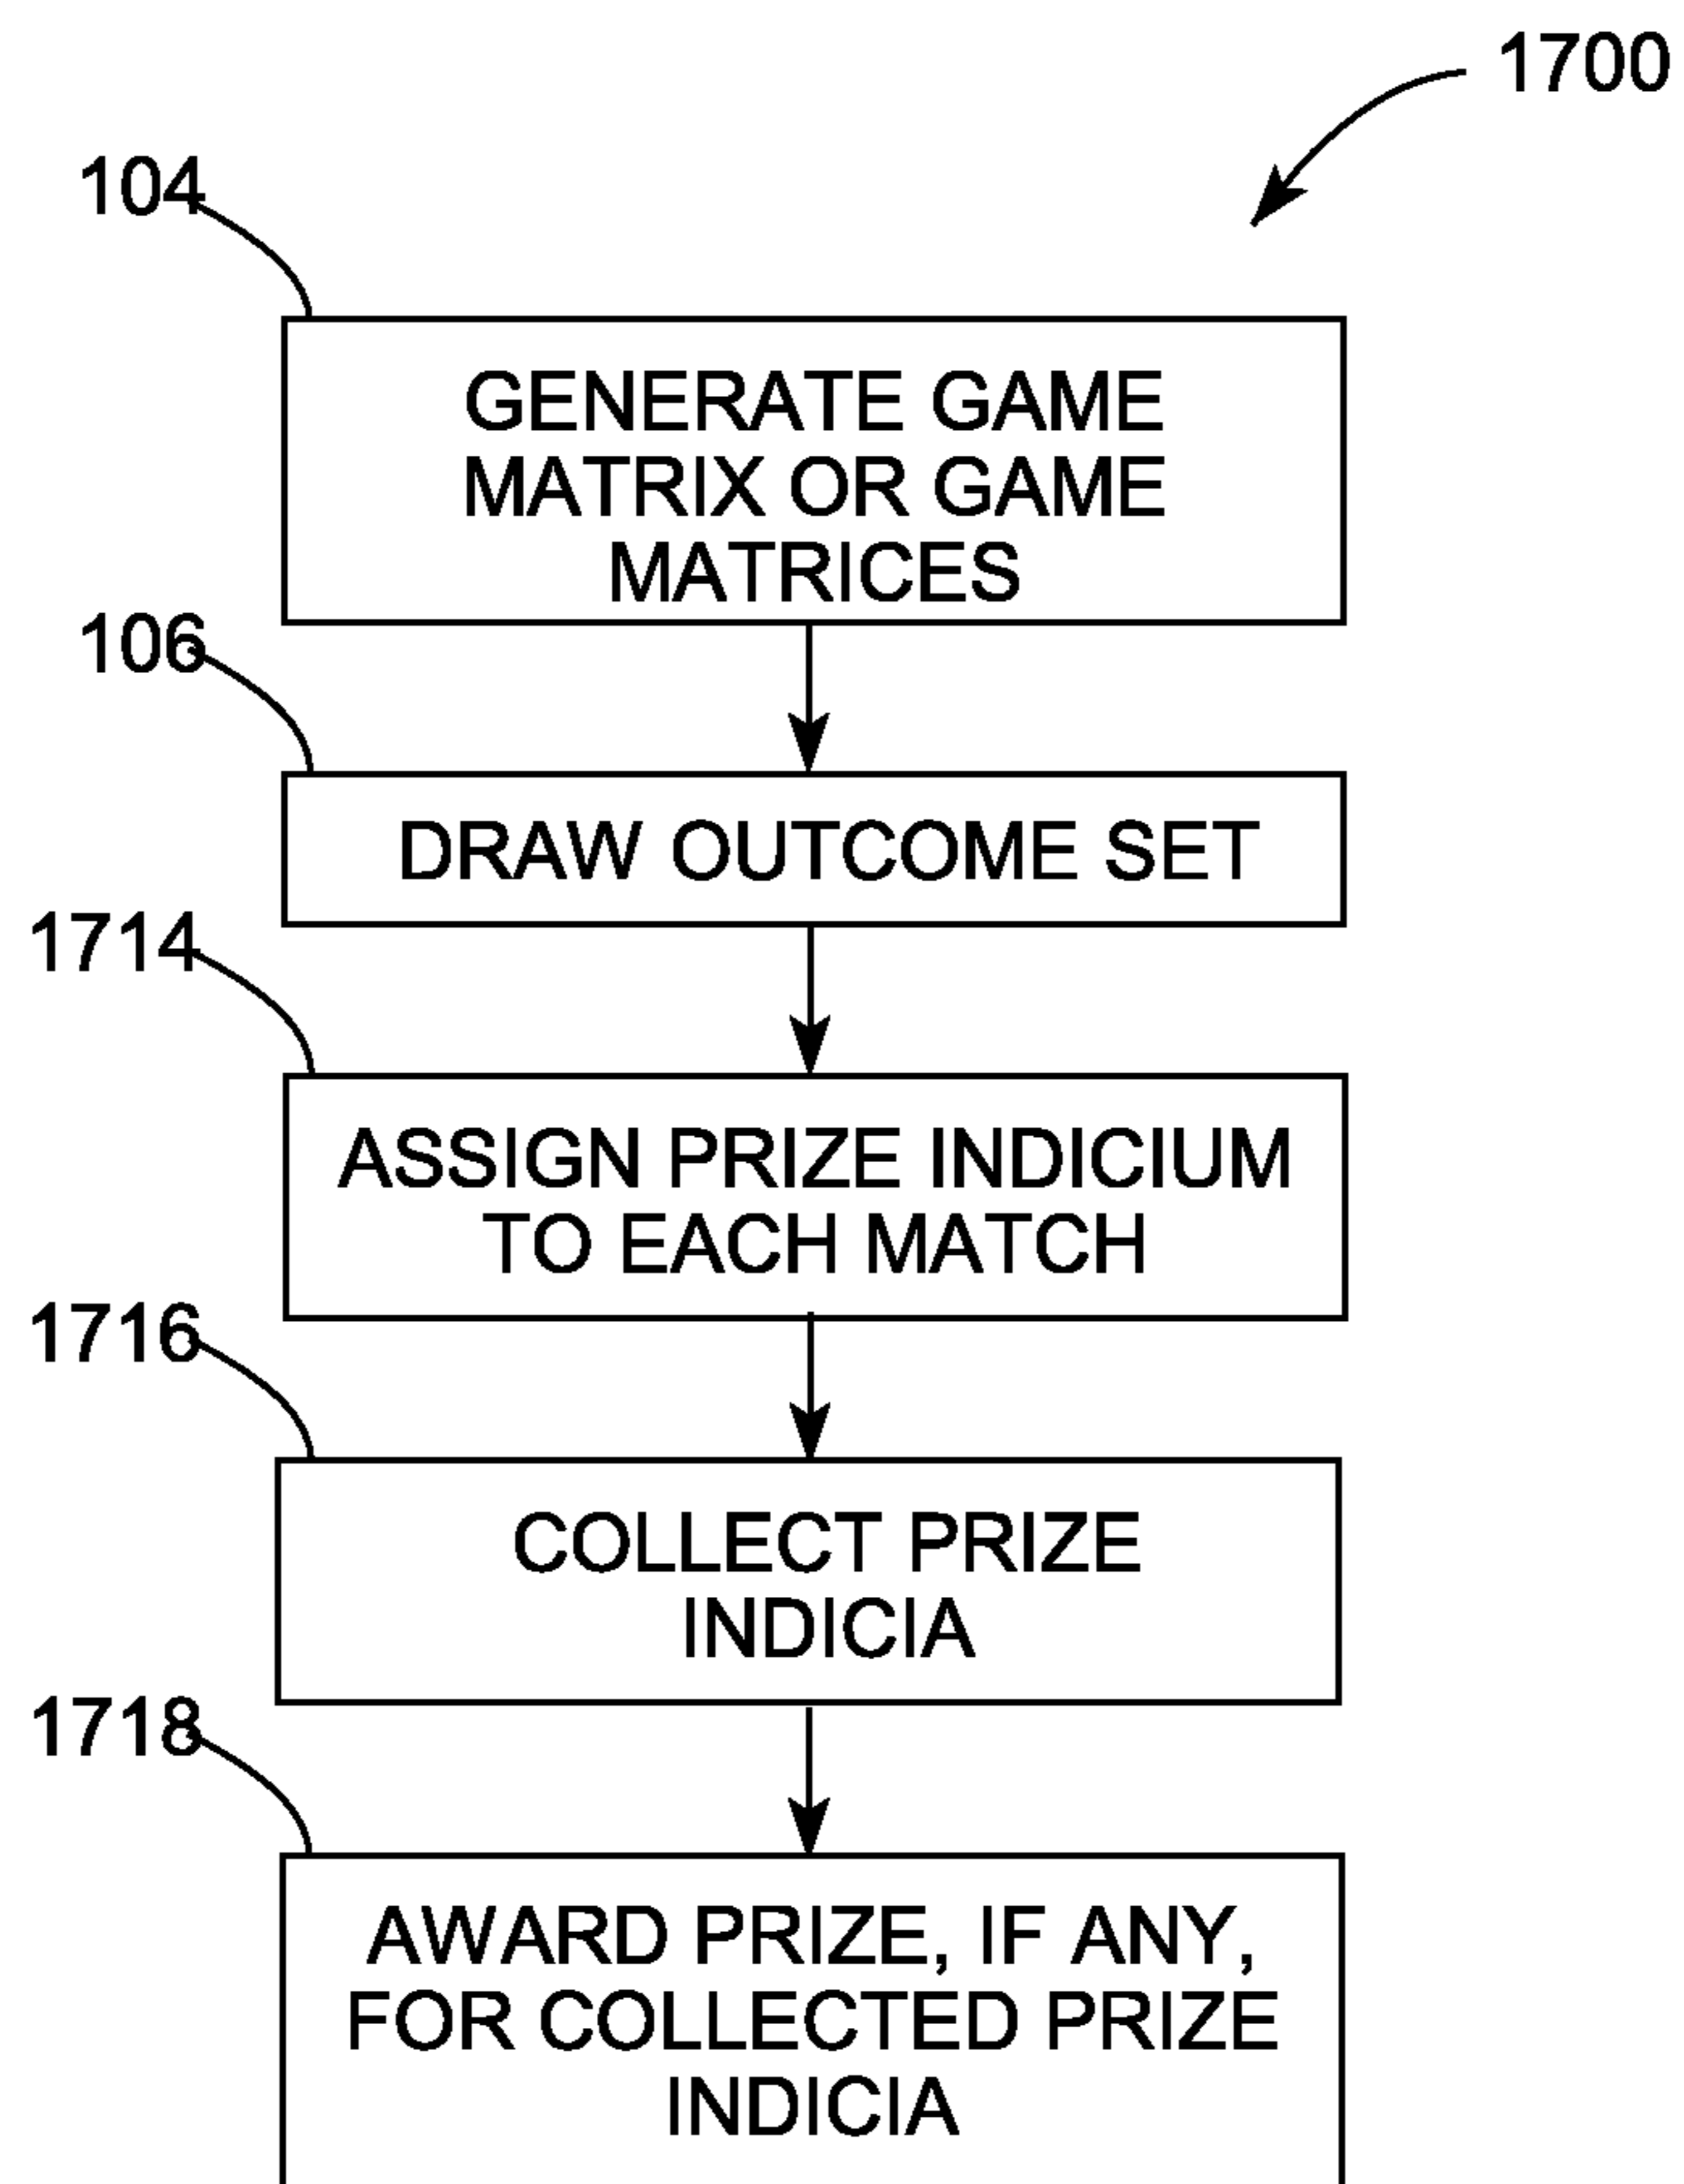 1700
104
GENERATE GAME
MATRIX OR GAME
MATRICES
106
DRAW OUTCOME SET
1714
ASSIGN PRIZE INDICIUM
TO EACH MATCH
1716
COLLECT PRIZE
INDICIA
1718
AWARD PRIZE, IF ANY,
FOR COLLECTED PRIZE
INDICIA